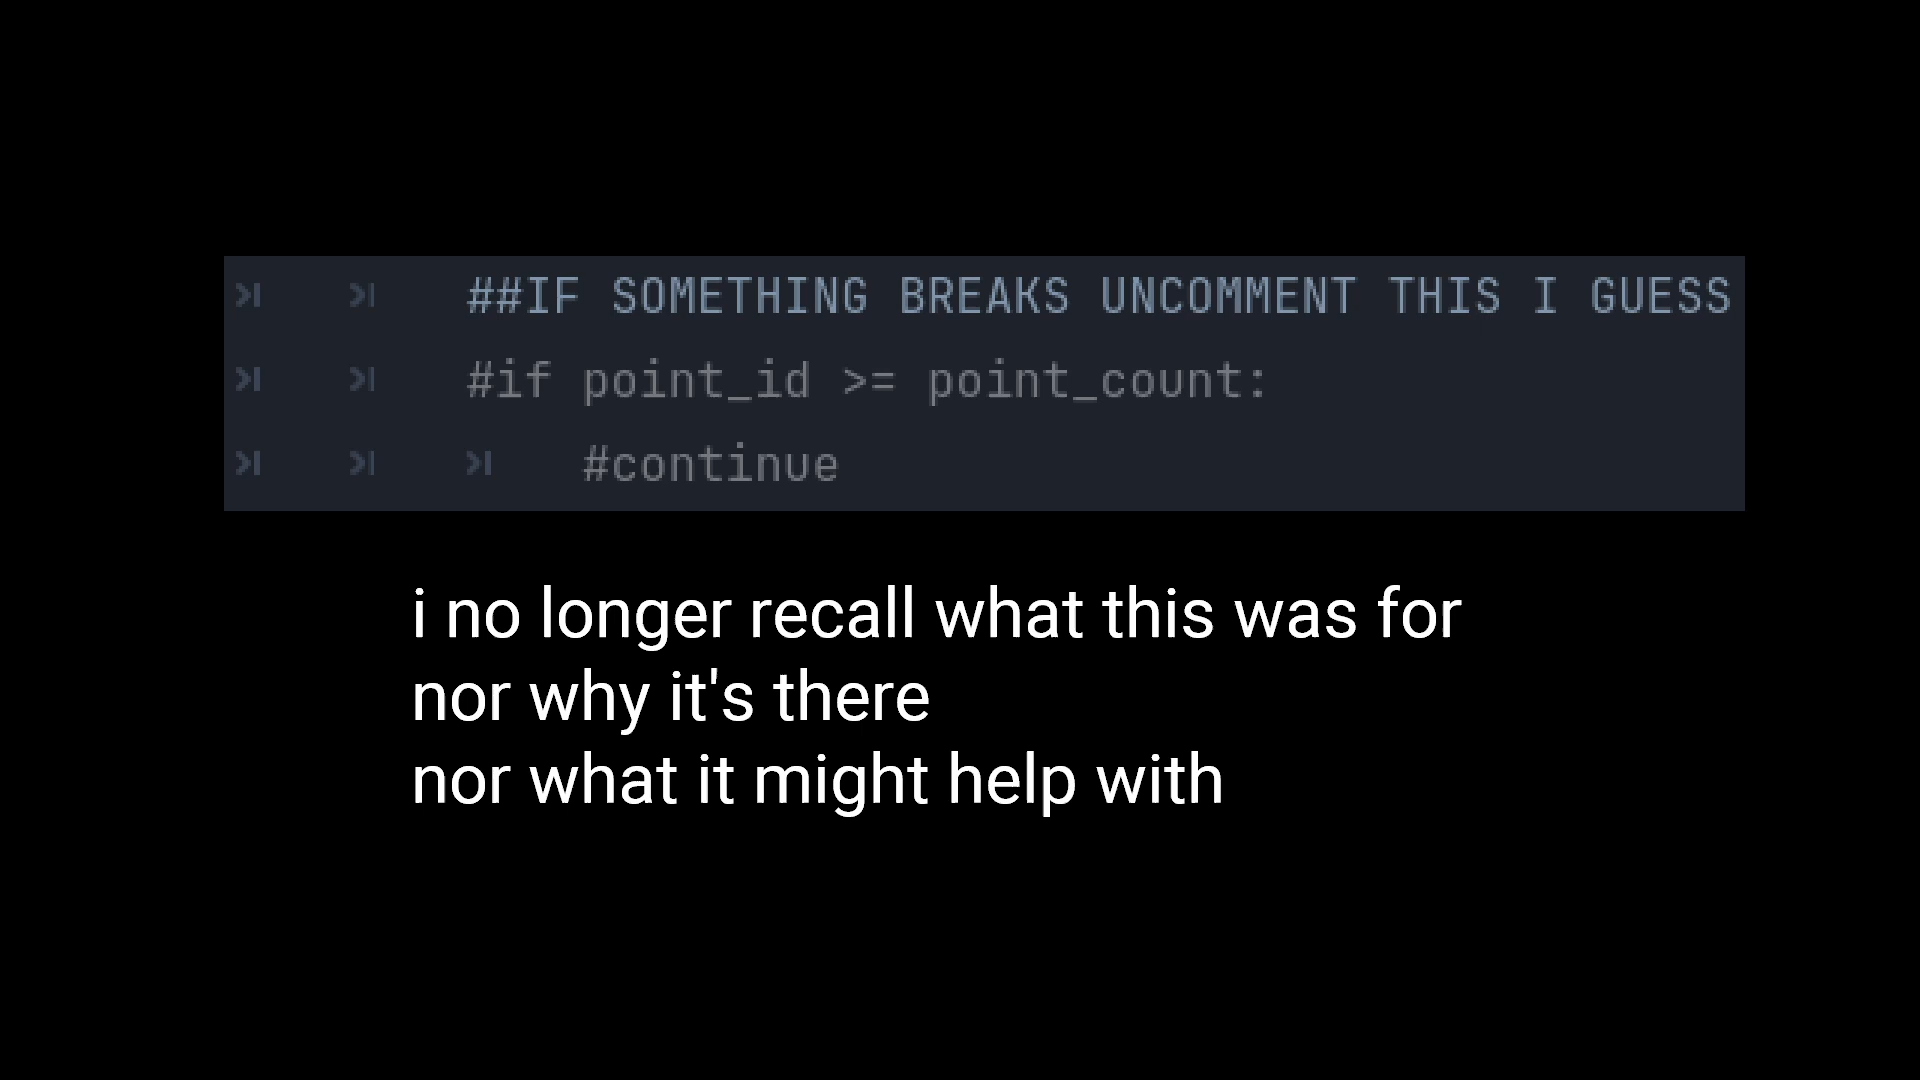 ##IF SOMETHING BREAKS UNCOMMENT THIS I GUESS
#if point_id >= point_count:
#continue
i no longer recall what this was for
nor why it's there
nor what it might help with